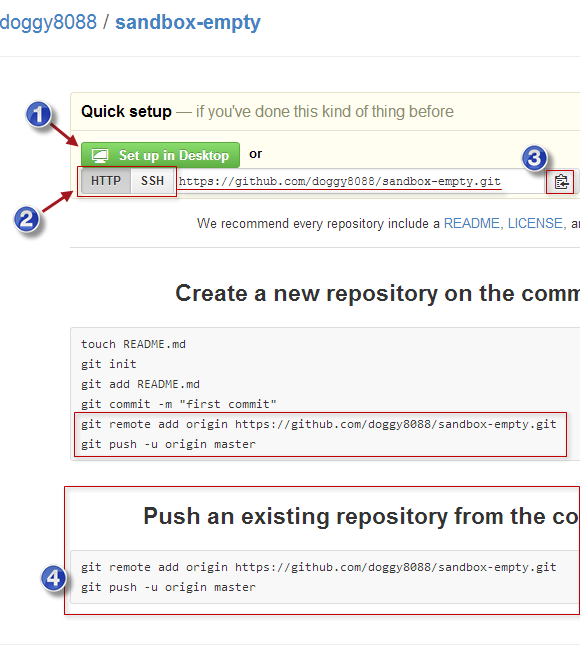 doggy8088 / sandbox-empty
Quick setup — if you've done this kind of thing before
1
Set up in Desktop or
3
HTTP SSH https://github.com/doggy8088/sandbox-empty.git
2
We recommend every repository include a README, LICENSE, an
Create a new repository on the comm
touch README.md
git init
git add README.md
git commit -m "first commit"
git remote add origin https://github.com/doggy8088/sandbox-empty.git
git push -u origin master
Push an existing repository from the co
git remote add origin https://github.com/doggy8088/sandbox-empty.git
4
git push -u origin master